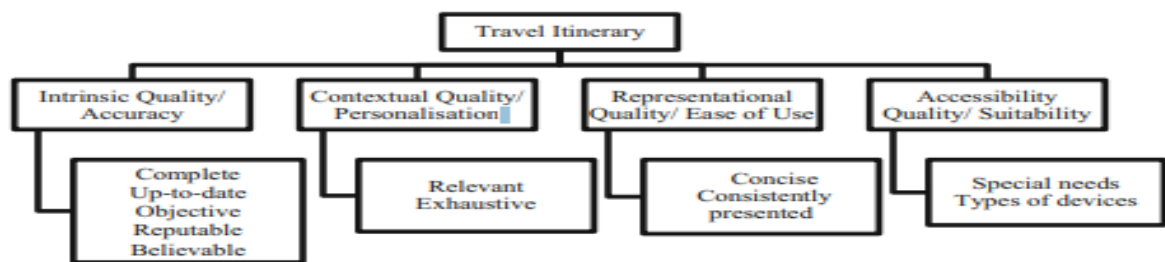 Travel Itinerary
Intrinsic Quality/
Accuracy
Contextual Quality/
Personalisation
Representational
Quality/ Ease of Use
Accessibility
Quality/ Suitability
Complete
Up-to-date
Objective
Reputable
Believable
Relevant
Exhaustive
Concise
Consistently
presented
Special needs
Types of devices